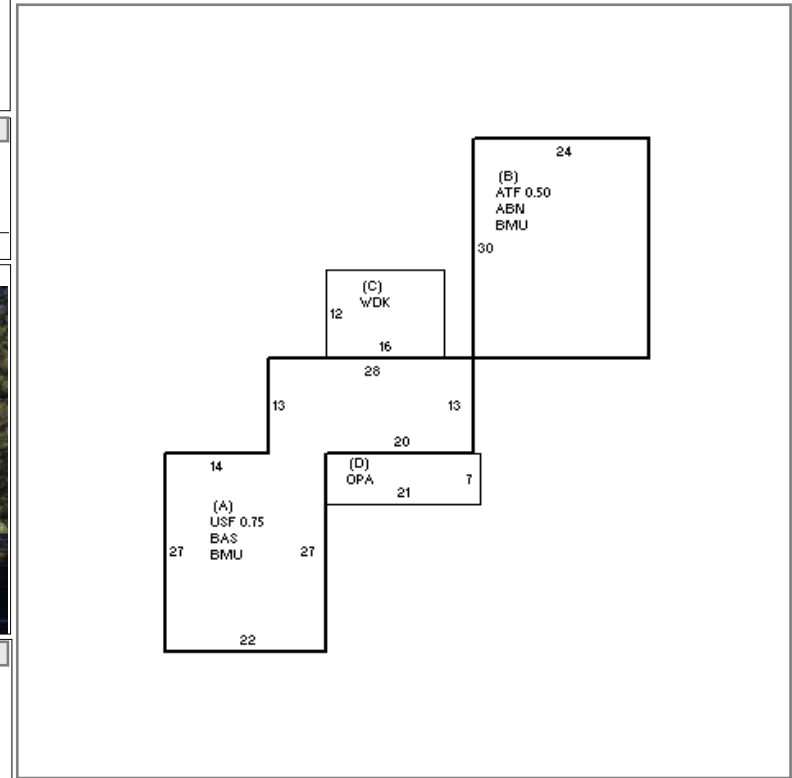 24
(B)
ATF 0.50
ABN
BMU
30
(C)
WDK
12
16
28
13
13
20
14
(D)
OPA
7
21
(A)
USF 0.75
BAS
BMU
27
27
22